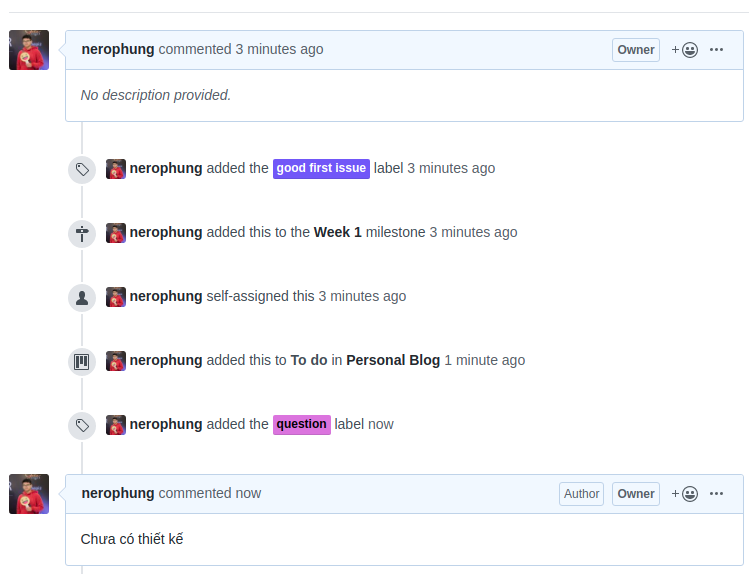 nerophung commented 3 minutes ago Owner
No description provided.
nerophung added the good first issue label 3 minutes ago
nerophung added this to the Week 1 milestone 3 minutes ago
nerophung self-assigned this 3 minutes ago
nerophung added this to To do in Personal Blog 1 minute ago
nerophung added the question label now
nerophung commented now Author Owner
Chưa có thiết kế